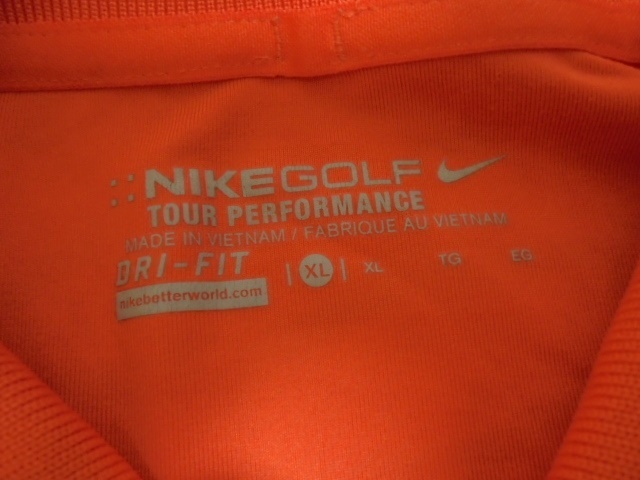 NIKEGOLF
TOUR PERFORMANCE
MADE IN VIETNAM / FABRIQUE AU VIETNAM
DRI-FIT | XL | XL TG EG
nikebetterworld.com